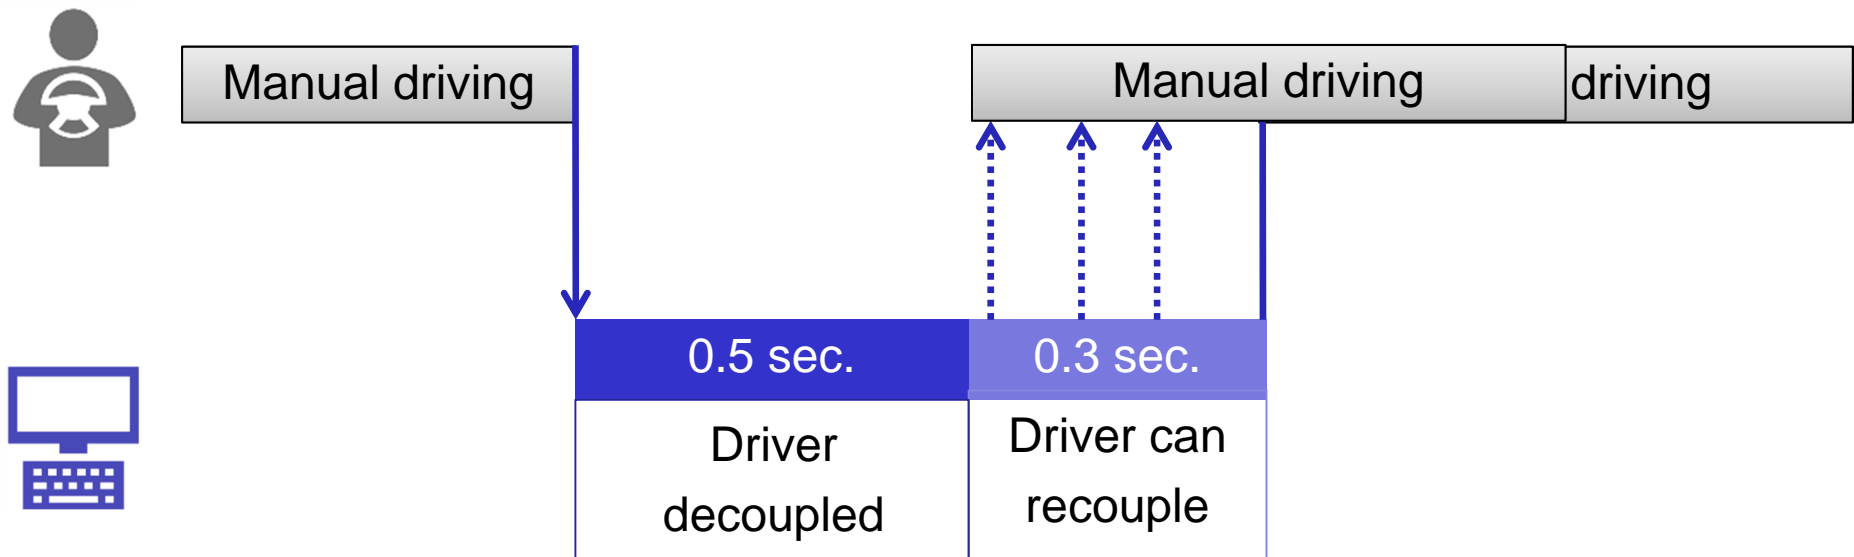 Manual driving
Manual driving
driving
0.5 sec.
0.3 sec.
Driver
decoupled
Driver can
recouple